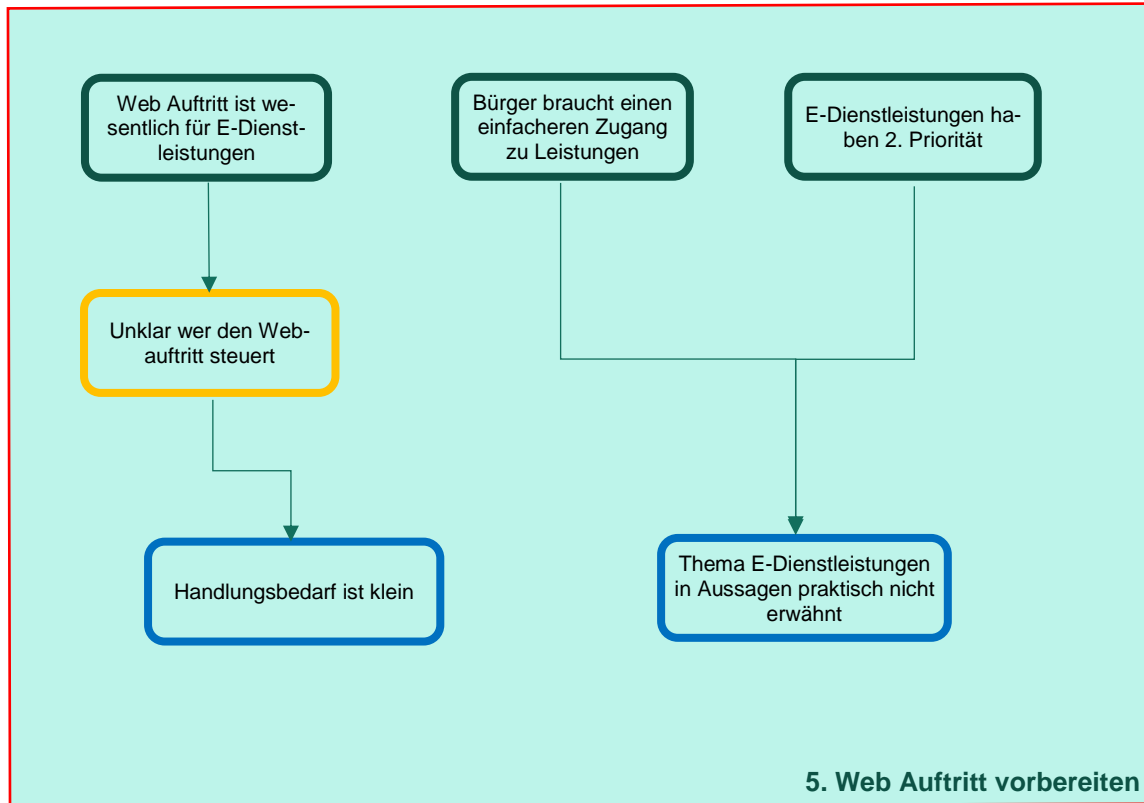 Web Auftritt ist we-
sentlich für E-Dienst-
leistungen
Bürger braucht einen
einfacheren Zugang
zu Leistungen
E-Dienstleistungen ha-
ben 2. Priorität
Unklar wer den Web-
auftritt steuert
Handlungsbedarf ist klein
Thema E-Dienstleistungen
in Aussagen praktisch nicht
erwähnt
5. Web Auftritt vorbereiten